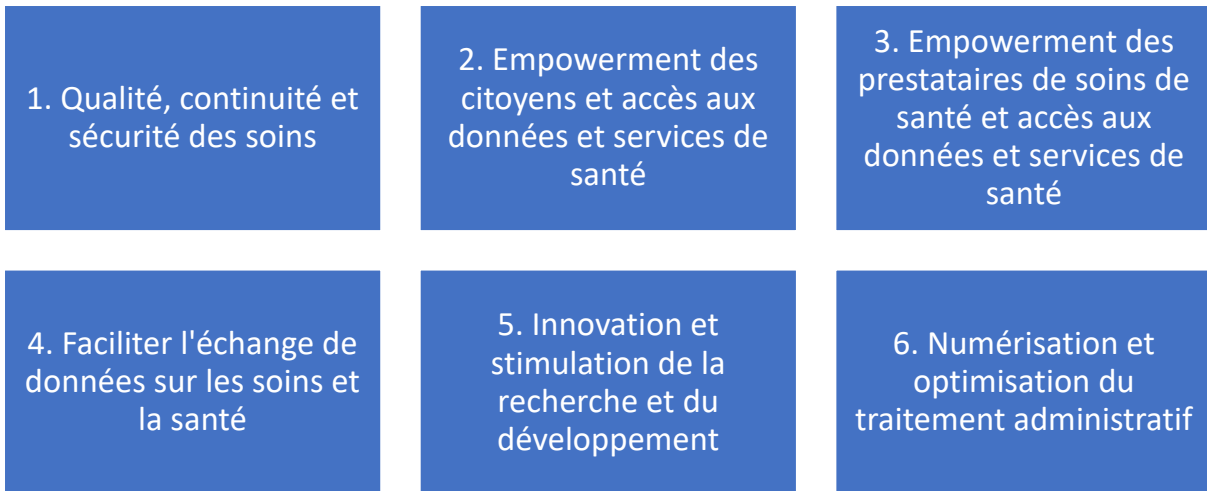 1. Qualité, continuité et
sécurité des soins
2. Empowerment des
citoyens et accès aux
données et services de
santé
3. Empowerment des
prestataires de soins de
santé et accès aux
données et services de
santé
4. Faciliter l'échange de
données sur les soins et
la santé
5. Innovation et
stimulation de la
recherche et du
développement
6. Numérisation et
optimisation du
traitement administratif